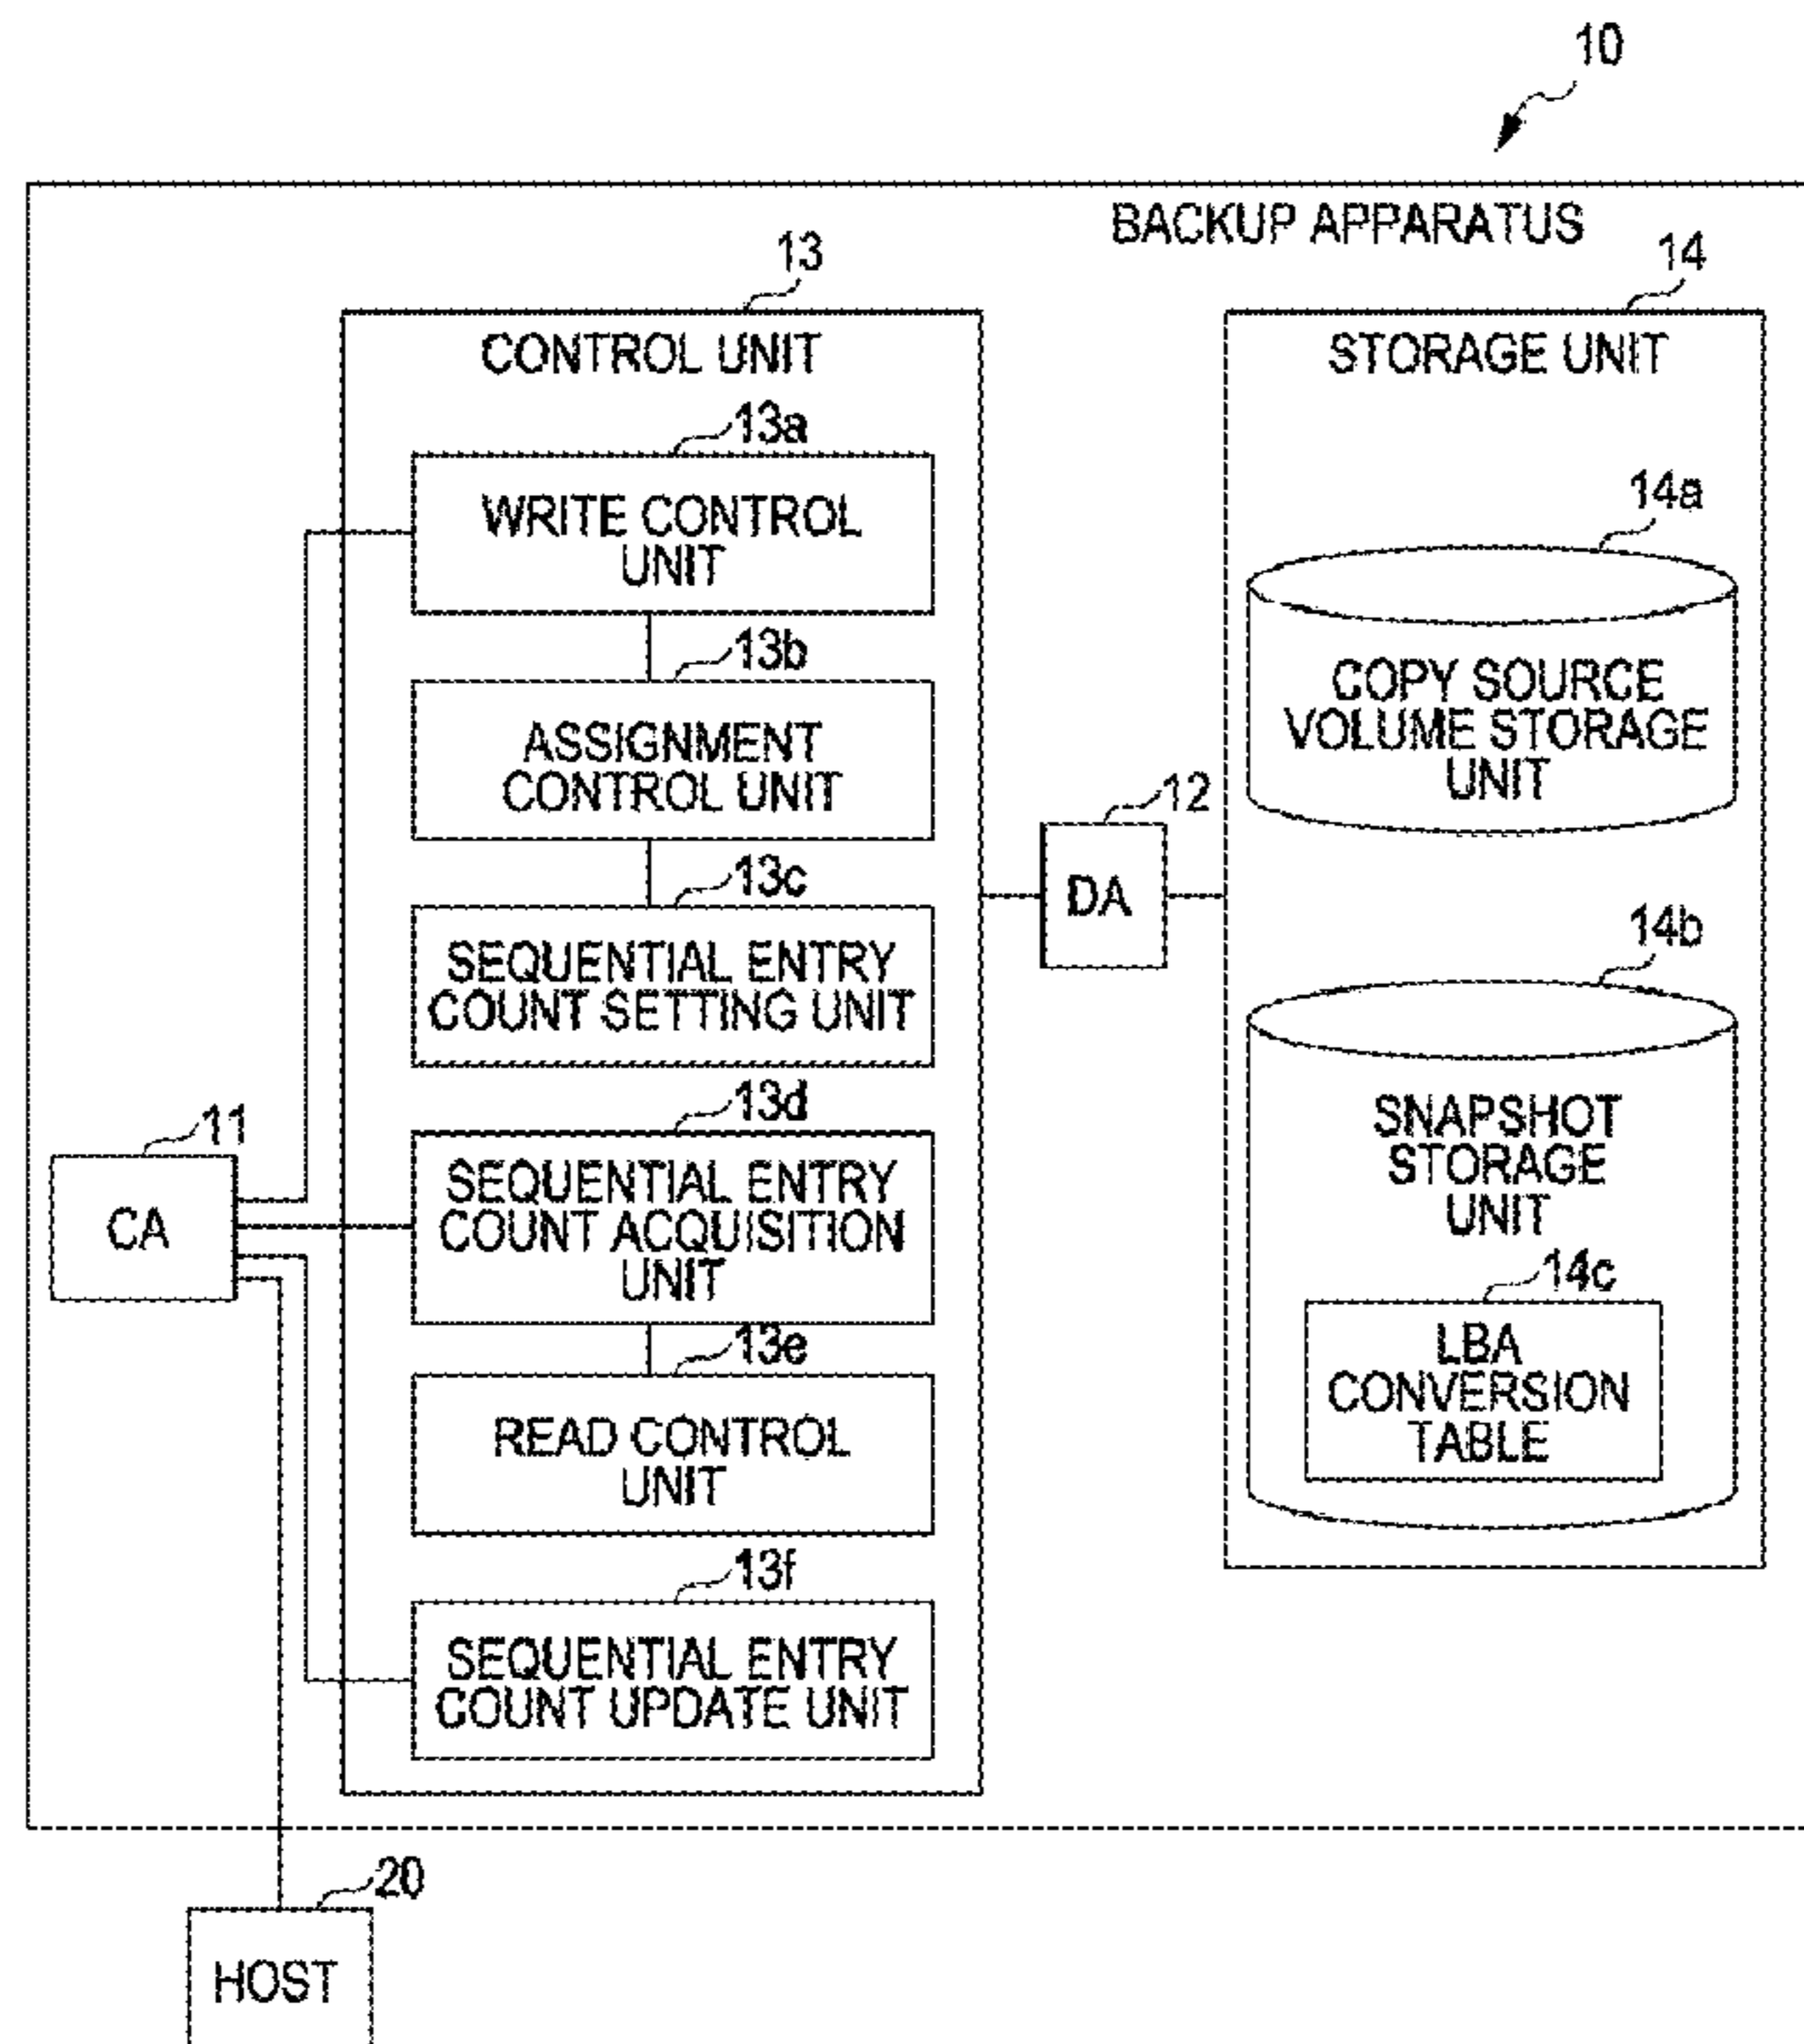 10
BACKUP APPARATUS
13
CONTROL UNIT
13a
WRITE CONTROL
UNIT
13b
ASSIGNMENT
CONTROL UNIT
13c
SEQUENTIAL ENTRY
COUNT SETTING UNIT
13d
SEQUENTIAL ENTRY
COUNT ACQUISITION
UNIT
13e
READ CONTROL
UNIT
13f
SEQUENTIAL ENTRY
COUNT UPDATE UNIT
11
CA
12
DA
14
STORAGE UNIT
14a
COPY SOURCE
VOLUME STORAGE
UNIT
14b
SNAPSHOT
STORAGE
UNIT
14c
LBA
CONVERSION
TABLE
20
HOST